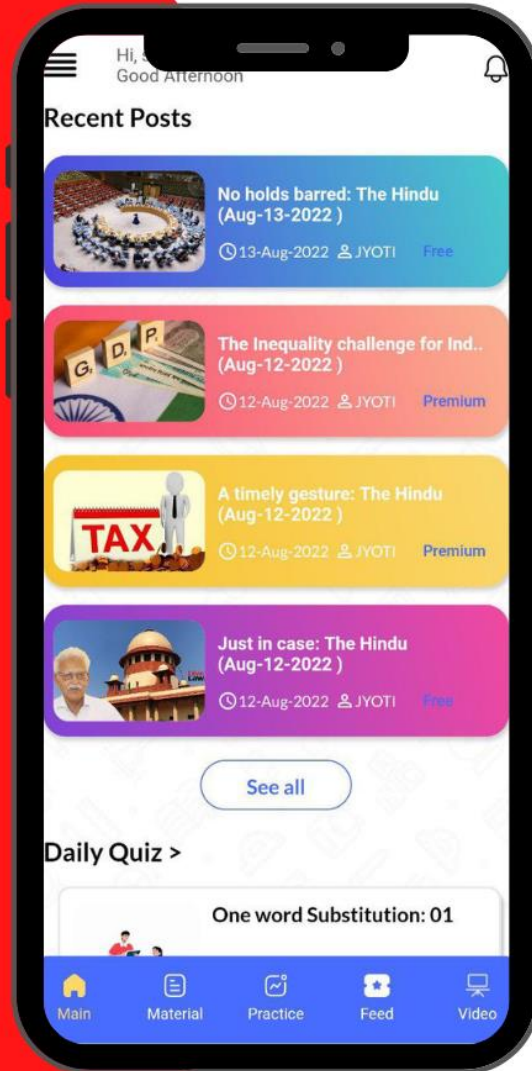 Hi,
Good Afternoon
Recent Posts
No holds barred: The Hindu
(Aug-13-2022 )
13-Aug-2022 JYOTI Free
G D P
The Inequality challenge for Ind..
(Aug-12-2022 )
12-Aug-2022 JYOTI Premium
TAX
A timely gesture: The Hindu
(Aug-12-2022 )
12-Aug-2022 JYOTI Premium
Just in case: The Hindu
(Aug-12-2022 )
12-Aug-2022 JYOTI Free
See all
Daily Quiz >
One word Substitution: 01
Main Material Practice Feed Video